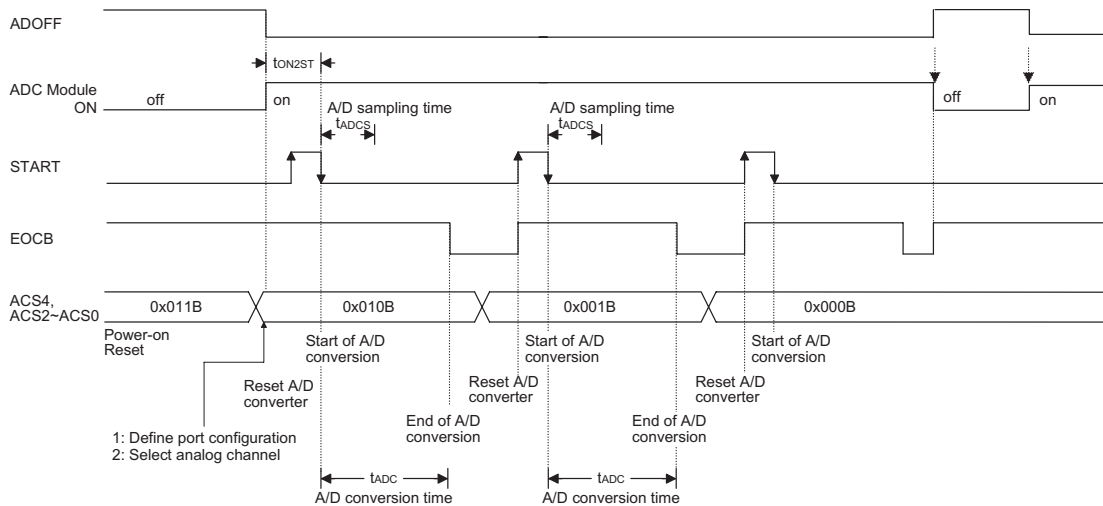 ADOFF
tON2ST
ADC Module
ON
off
on
A/D sampling time
tADCS
A/D sampling time
tADCS
off
on
START
EOCB
ACS4,
ACS2~ACS0
0x011B
0x010B
0x001B
0x000B
Power-on
Reset
Start of A/D
conversion
Start of A/D
conversion
Start of A/D
conversion
Reset A/D
converter
Reset A/D
converter
Reset A/D
converter
End of A/D
conversion
End of A/D
conversion
1: Define port configuration
2: Select analog channel
tADC
A/D conversion time
tADC
A/D conversion time